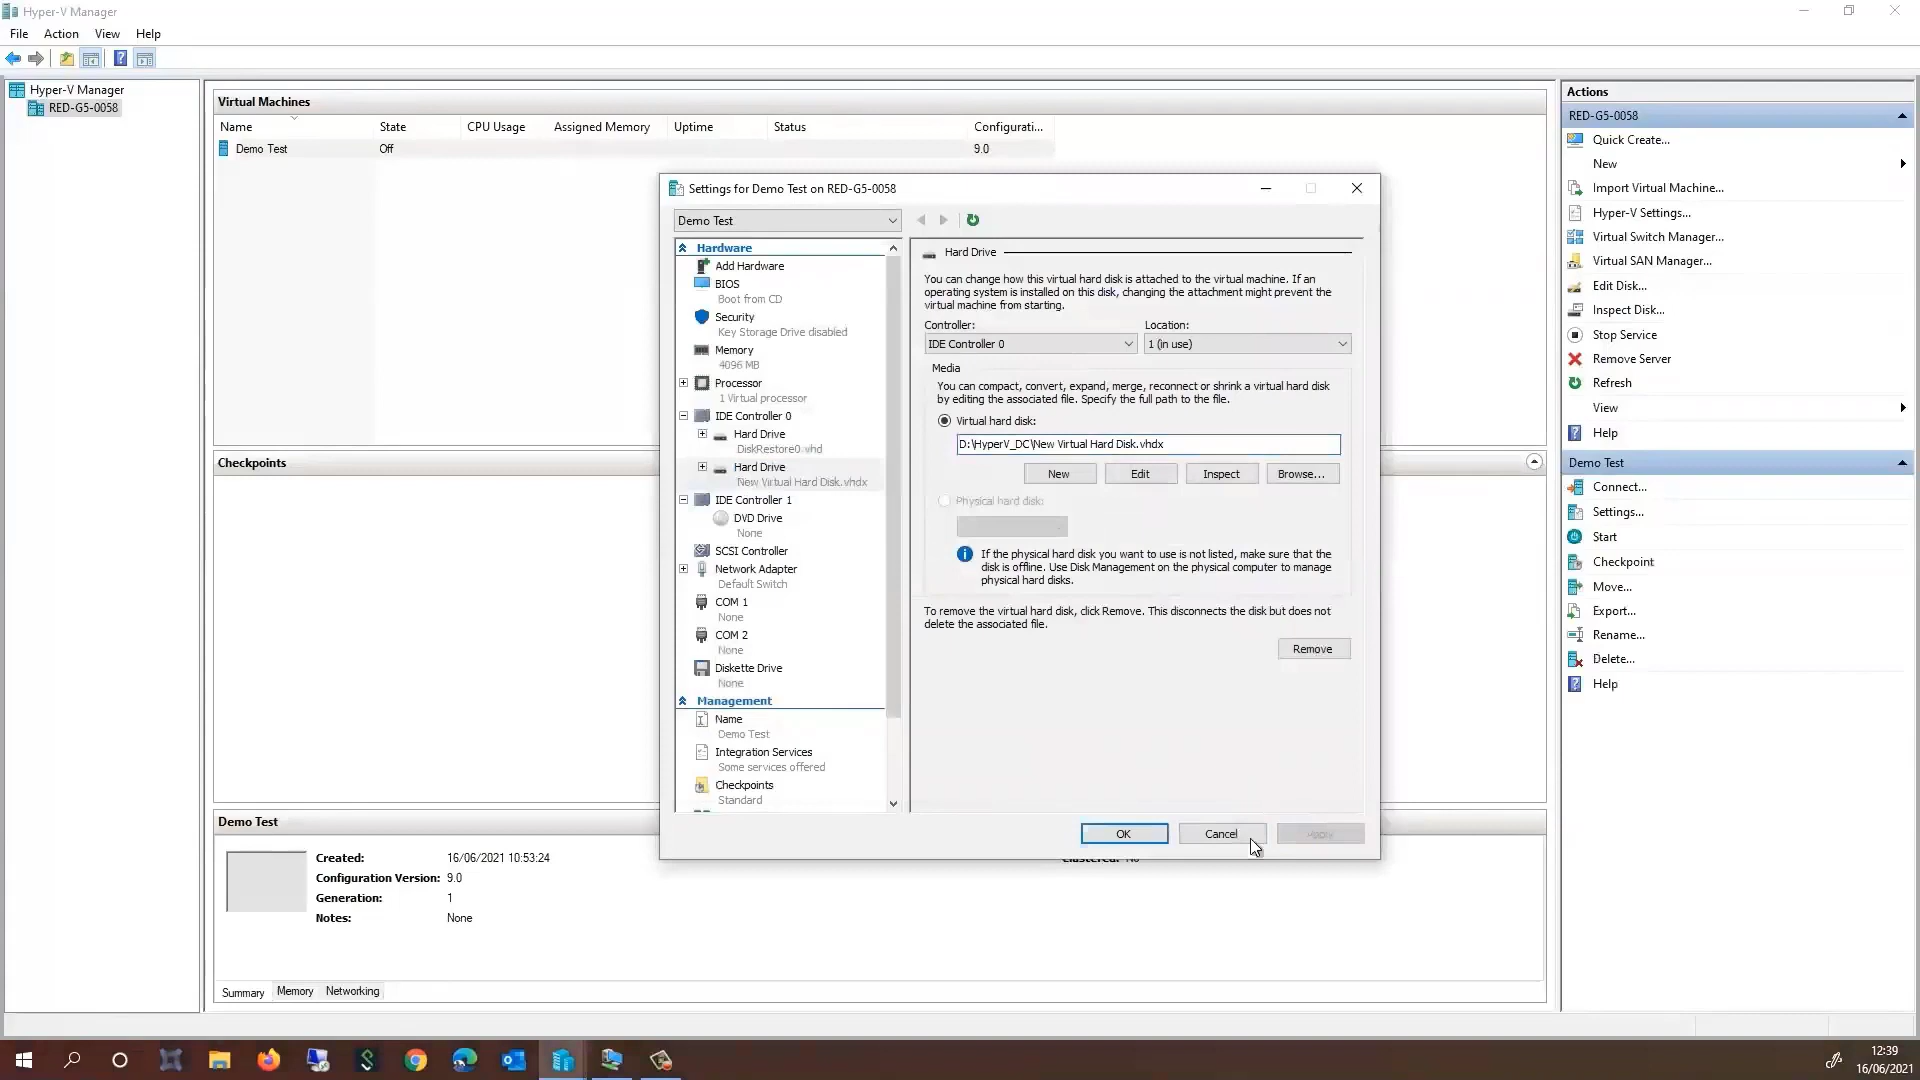 Hyper-V Manager
File Action View Help
Hyper-V Manager
RED-G5-0058
Virtual Machines
Name State CPU Usage Assigned Memory Uptime Status Configurati...
Demo Test Off 9.0
Checkpoints
Demo Test
Created: 16/06/2021 10:53:24
Configuration Version: 9.0
Generation: 1
Notes: None
Clustered: No
Summary Memory Networking
Settings for Demo Test on RED-G5-0058
Demo Test
Hardware
Add Hardware
BIOS
Boot from CD
Security
Key Storage Drive disabled
Memory
4096 MB
Processor
1 Virtual processor
IDE Controller 0
Hard Drive
DiskRestore0.vhd
Hard Drive
New Virtual Hard Disk.vhdx
IDE Controller 1
DVD Drive
None
SCSI Controller
Network Adapter
Default Switch
COM 1
None
COM 2
None
Diskette Drive
None
Management
Name
Demo Test
Integration Services
Some services offered
Checkpoints
Standard
Hard Drive
You can change how this virtual hard disk is attached to the virtual machine. If an
operating system is installed on this disk, changing the attachment might prevent the
virtual machine from starting.
Controller: Location:
IDE Controller 0 1 (in use)
Media
You can compact, convert, expand, merge, reconnect or shrink a virtual hard disk
by editing the associated file. Specify the full path to the file.
Virtual hard disk:
D:\HyperV_DC\New Virtual Hard Disk.vhdx
New Edit Inspect Browse...
Physical hard disk:
If the physical hard disk you want to use is not listed, make sure that the
disk is offline. Use Disk Management on the physical computer to manage
physical hard disks.
To remove the virtual hard disk, click Remove. This disconnects the disk but does not
delete the associated file.
Remove
OK Cancel Apply
Actions
RED-G5-0058
Quick Create...
New
Import Virtual Machine...
Hyper-V Settings...
Virtual Switch Manager...
Virtual SAN Manager...
Edit Disk...
Inspect Disk...
Stop Service
Remove Server
Refresh
View
Help
Demo Test
Connect...
Settings...
Start
Checkpoint
Move...
Export...
Rename...
Delete...
Help
12:39
16/06/2021